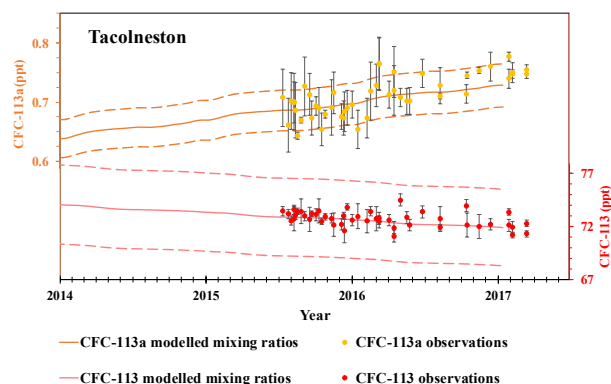 Tacolneston
0.8
0.7
0.6
CFC-113a (ppt)
77
72
67
CFC-113 (ppt)
2014 2015 2016 2017
Year
CFC-113a modelled mixing ratios CFC-113a observations
CFC-113 modelled mixing ratios CFC-113 observations